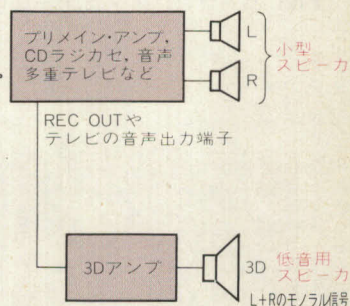 プリメイン・アンプ,
CDラジカセ, 音声
多重テレビなど
L
R
小型
スピーカ
REC OUTや
テレビの音声出力端子
3Dアンプ
3D
低音用
スピーカ
L+Rのモノラル信号